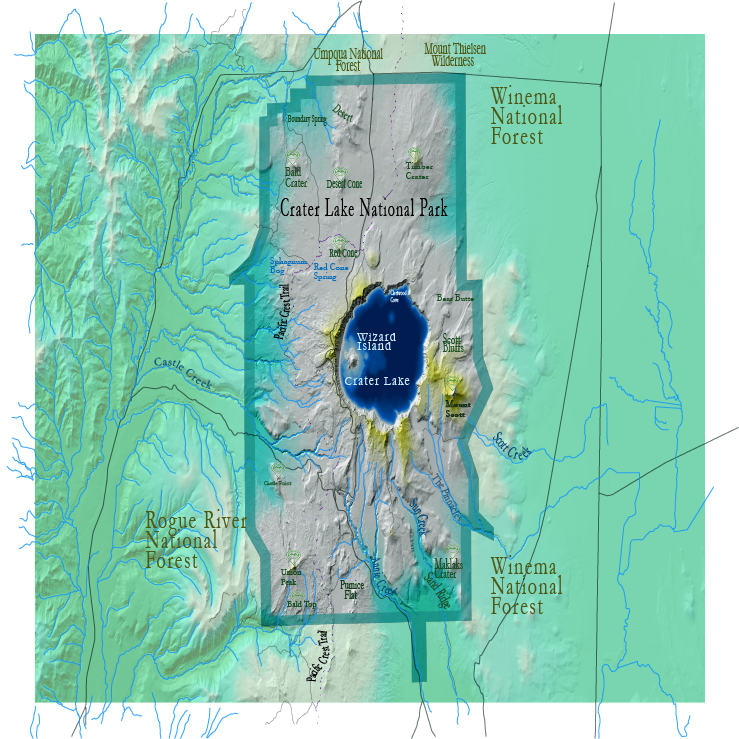 Umpqua National
Forest
Mount Thielsen
Wilderness
Winema
National
Forest
Boundary Spring
Desert
Bald
Crater
Desert Cone
Timber
Crater
Crater Lake National Park
Red Cone
Sphagnum
Bog
Red Cone
Spring
Pacific Crest Trail
Cleetwood
Cove
Bear Butte
Wizard
Island
Scott
Bluffs
Castle Creek
Crater Lake
Mount
Scott
Scott Creek
Castle Point
The Pinnacles
Rogue River
National
Forest
Sun Creek
Union
Peak
Pumice
Flat
Annie Creek
Maklaks
Crater
Sand Ridge
Winema
National
Forest
Bald Top
Pacific Crest Trail